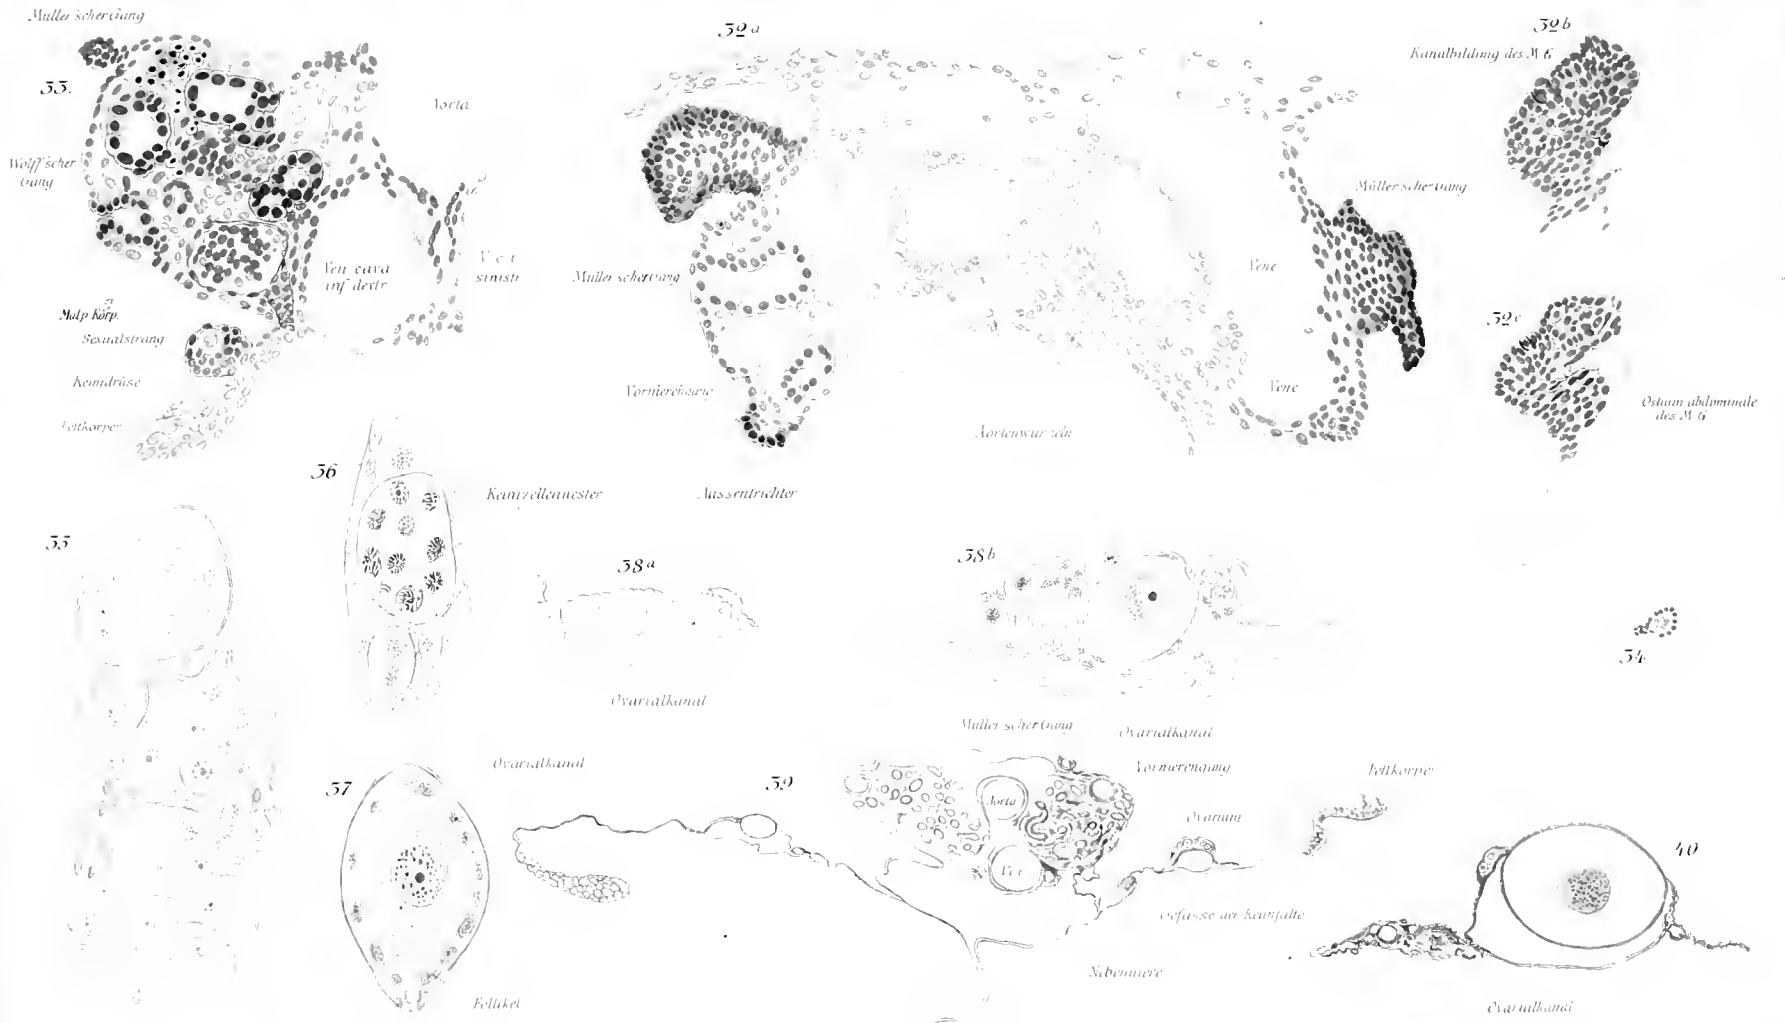 Müller'scher Gang
33.
Aorta
Wolff'scher
Gang
Ven cava
inf dextr.
V c i
sinistr
Malp Körp.
Sexualstrang
Keimdrüse
Fettkörper
32a
Müller'scher Gang
Vornierenkanäle
Aussentrichter
Aortenwurzeln
Vene
Vene
Müller'scher Gang
32b
Kanalbildung des M G
32c
Ostium abdominale
des M G
36
Keimzellennester
35
38a
Ovarialkanal
38b
Ovarialkanal
34
37
Ovarialkanal
Follikel
39
Müller'scher Gang
Vornierengang
Aorta
V c i
Ovarium
Gefässe der Keimfalte
Nebenniere
Fettkörper
40
Ovarialkanal